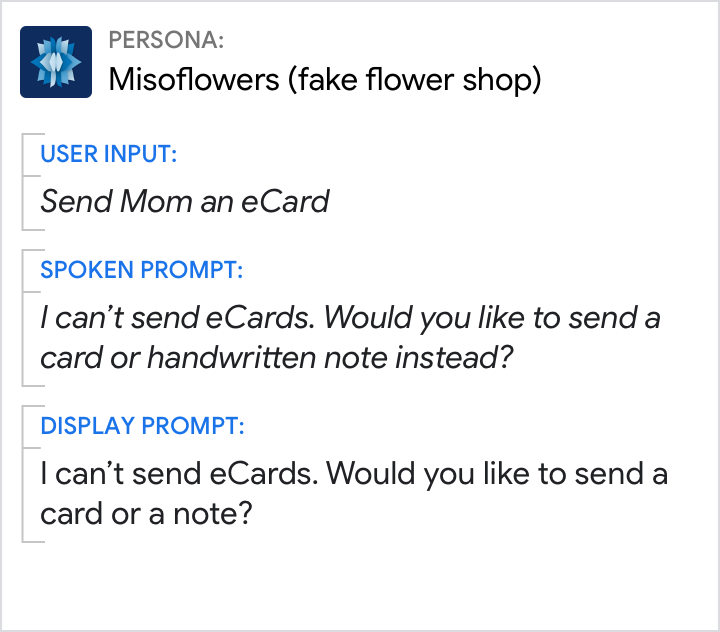 PERSONA:
Misoflowers (fake flower shop)
USER INPUT:
Send Mom an eCard
SPOKEN PROMPT:
I can’t send eCards. Would you like to send a
card or handwritten note instead?
DISPLAY PROMPT:
I can’t send eCards. Would you like to send a
card or a note?